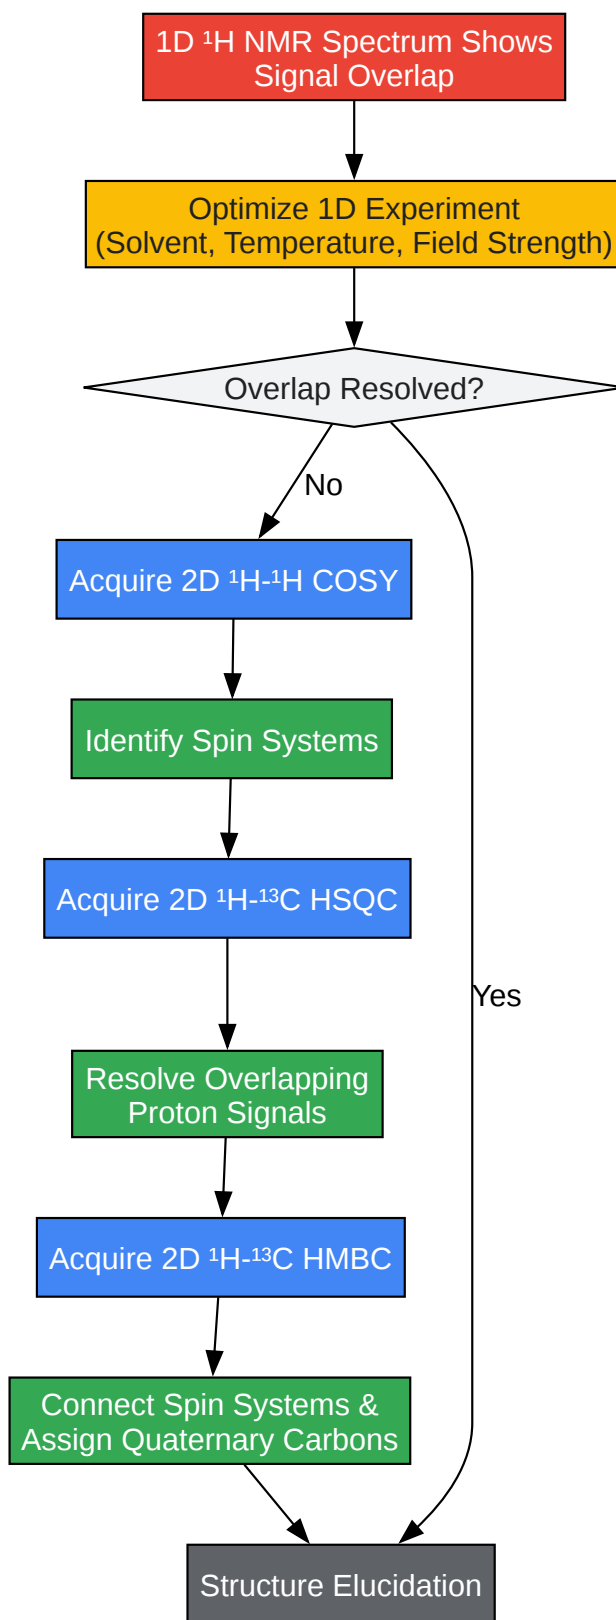 1D ¹H NMR Spectrum Shows
Signal Overlap
Optimize 1D Experiment
(Solvent, Temperature, Field Strength)
Overlap Resolved?
No
Acquire 2D ¹H-¹H COSY
Identify Spin Systems
Acquire 2D ¹H-¹³C HSQC
Yes
Resolve Overlapping
Proton Signals
Acquire 2D ¹H-¹³C HMBC
Connect Spin Systems &
Assign Quaternary Carbons
Structure Elucidation